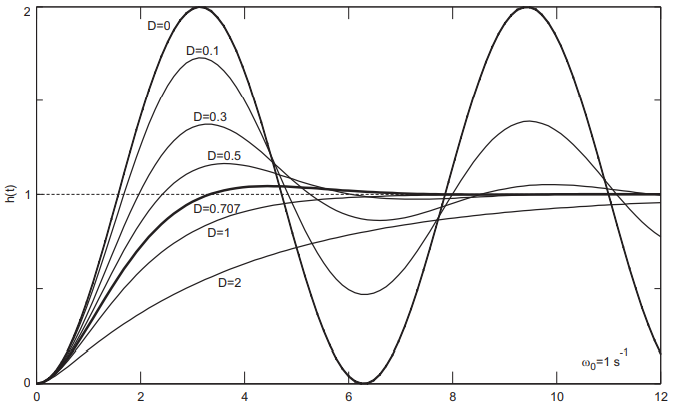 2
D=0
D=0.1
D=0.3
D=0.5
h(t)
1
D=0.707
D=1
D=2
ω₀=1 s⁻¹
0
0 2 4 6 8 10 12